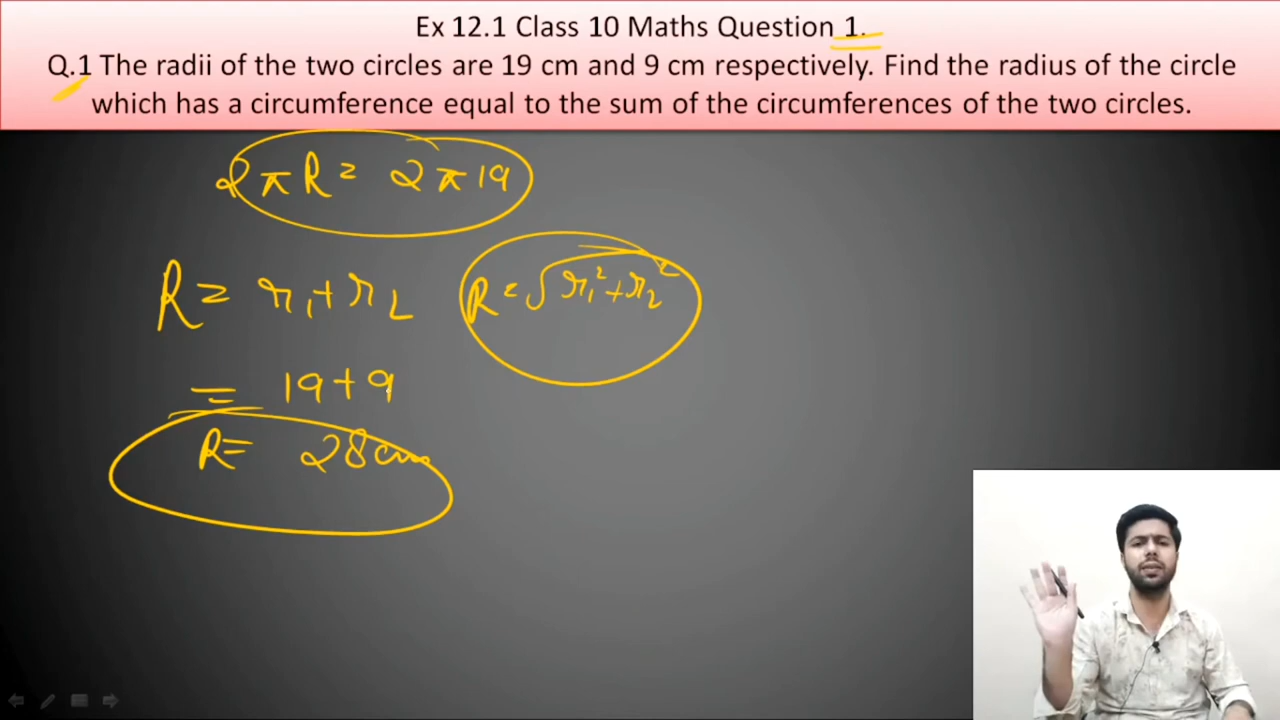 Ex 12.1 Class 10 Maths Question 1.
Q.1 The radii of the two circles are 19 cm and 9 cm respectively. Find the radius of the circle
which has a circumference equal to the sum of the circumferences of the two circles.
2πR = 2π19
R = r₁+r₂ R=√r₁²+r₂²
= 19+9
R= 28cm